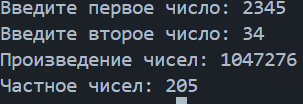 Введите первое число: 2345
Введите второе число: 34
Произведение чисел: 1047276
Частное чисел: 205